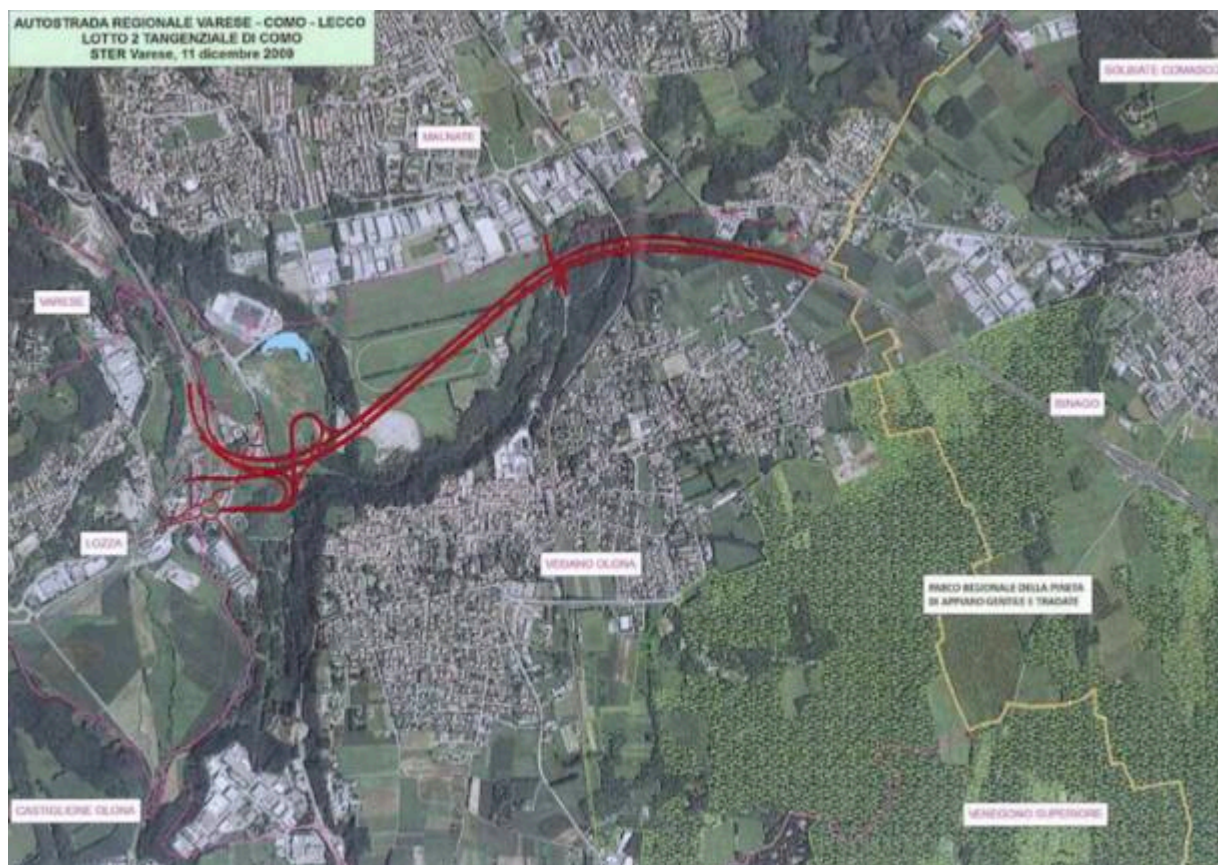 AUTOSTRADA REGIONALE VARESE - COMO - LECCO
LOTTO 2 TANGENZIALE DI COMO
STER Varese, 11 dicembre 2009
SOLBIATE COMASCO
MALNATE
VARESE
BINAGO
LOZZA
VEDANO OLONA
PARCO REGIONALE DELLA PINETA
DI APPIANO GENTILE E TRADATE
CASTIGLIONE OLONA
VENEGONO SUPERIORE